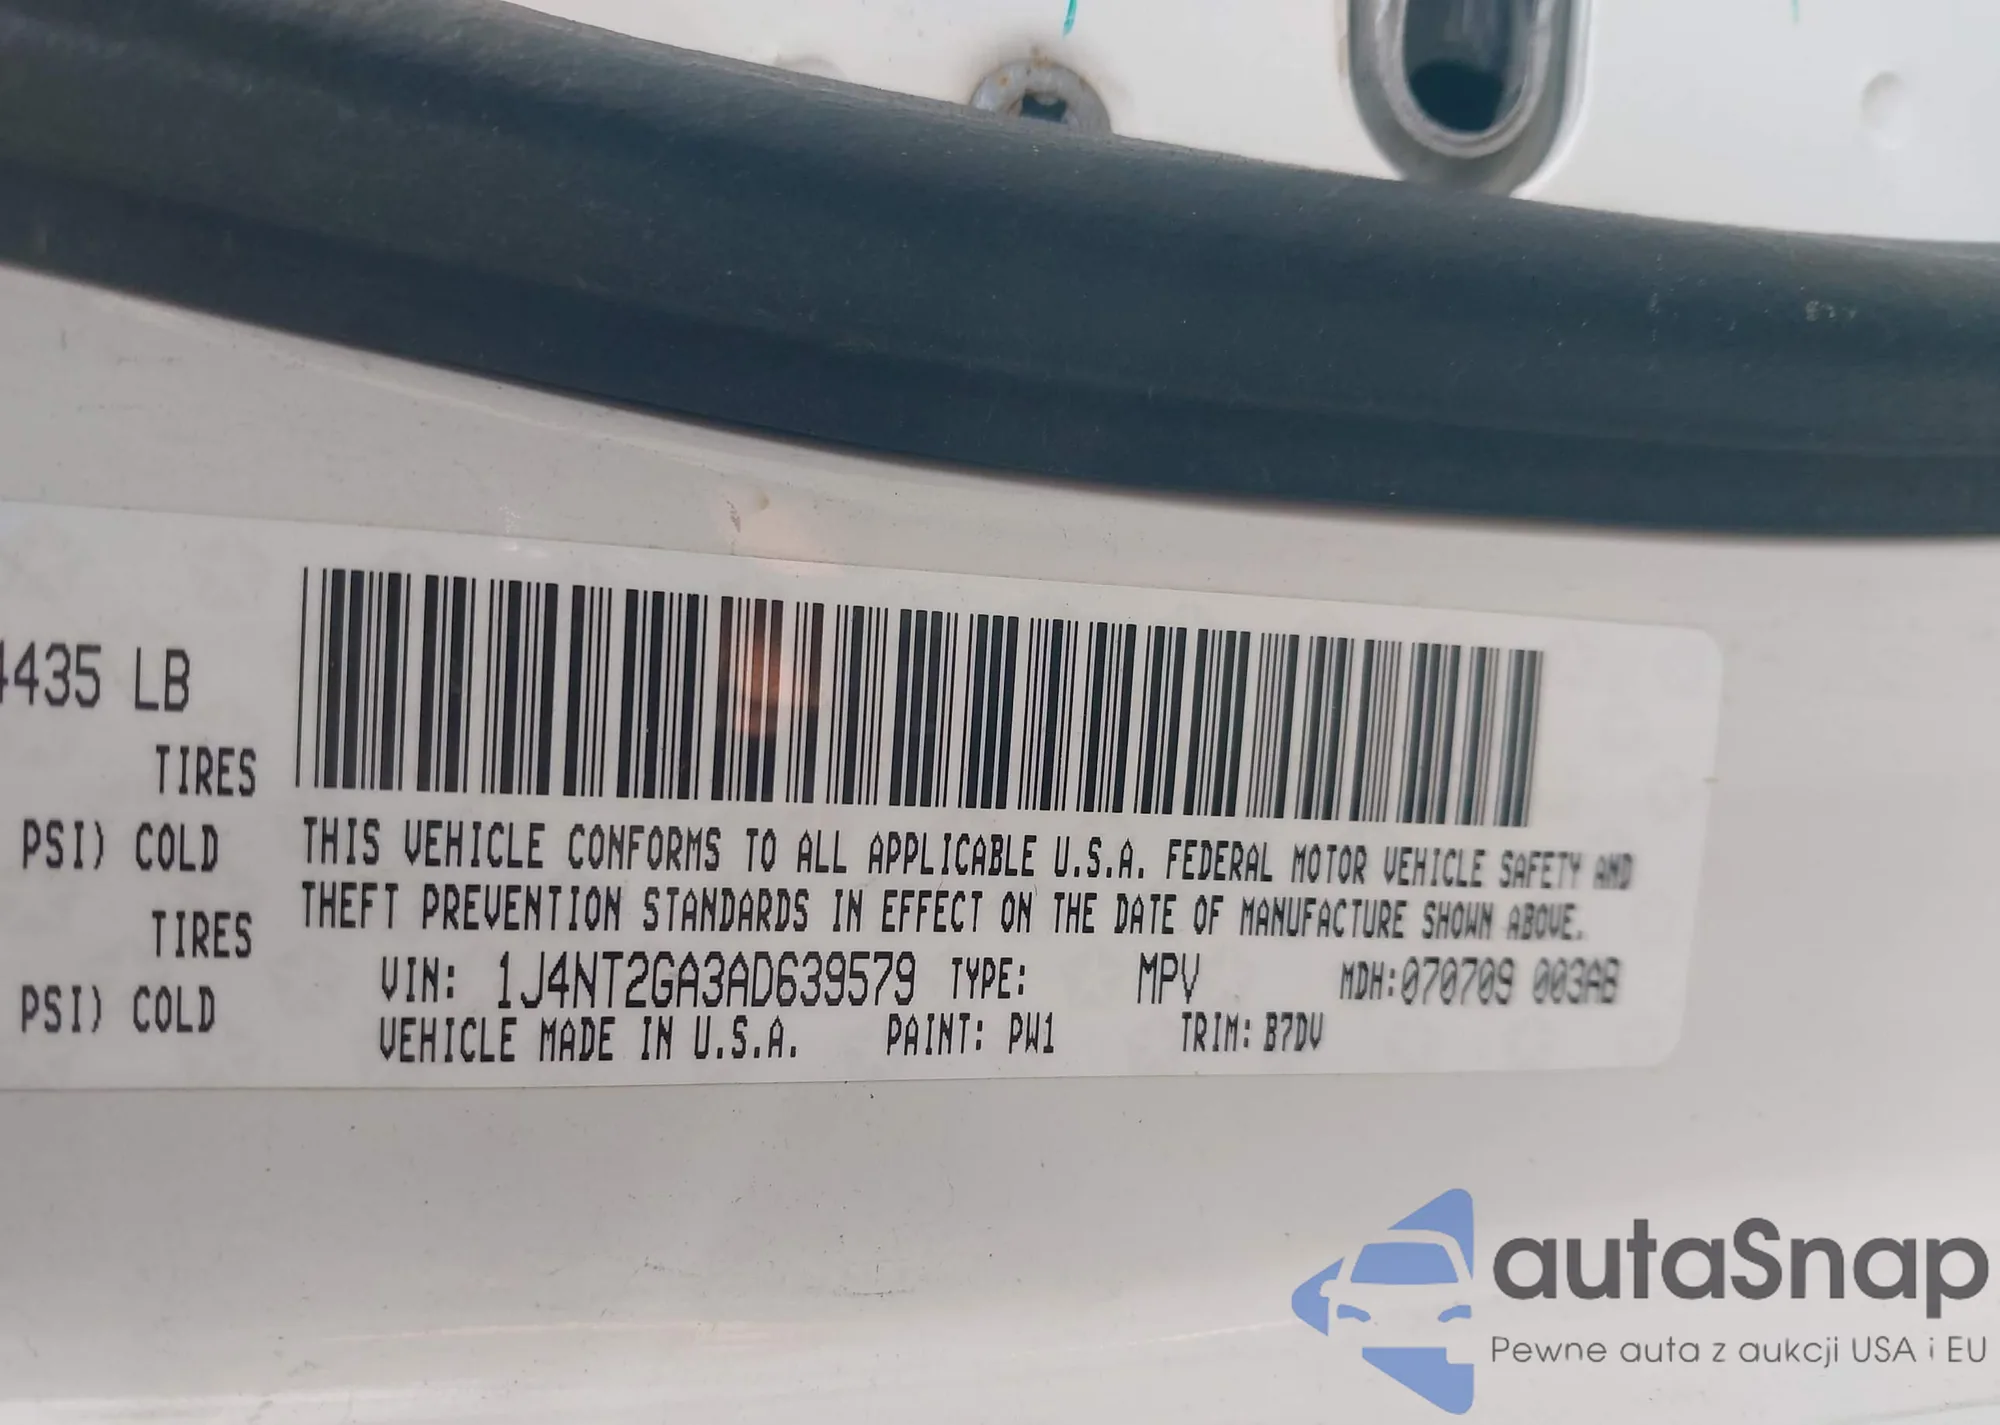 4435 LB
TIRES
PSI) COLD
TIRES
PSI) COLD
THIS VEHICLE CONFORMS TO ALL APPLICABLE U.S.A. FEDERAL MOTOR VEHICLE SAFETY AND
THEFT PREVENTION STANDARDS IN EFFECT ON THE DATE OF MANUFACTURE SHOWN ABOVE.
VIN: 1J4NT2GA3AD639579 TYPE: MPV MDH:070709 003AB
VEHICLE MADE IN U.S.A. PAINT: PW1 TRIM: B7DV
autaSnap
Pewne auta z aukcji USA i EU